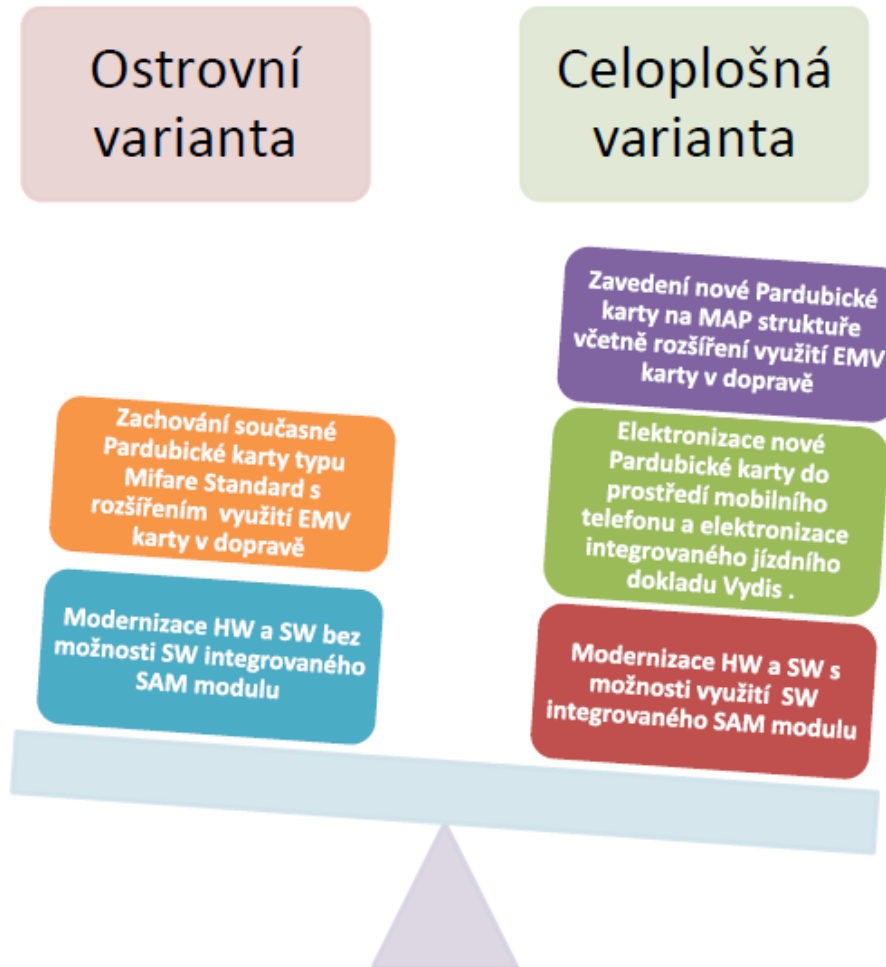 Ostrovní
varianta
Celoplošná
varianta
Zachování současné
Pardubické karty typu
Mifare Standard s
rozšířením využití EMV
karty v dopravě
Modernizace HW a SW bez
možnosti SW integrovaného
SAM modulu
Zavedení nové Pardubické
karty na MAP struktuře
včetně rozšíření využití EMV
karty v dopravě
Elektronizace nové
Pardubické karty do
prostředí mobilního
telefonu a elektronizace
integrovaného jízdního
dokladu Vydis .
Modernizace HW a SW s
možnosti využití SW
integrovaného SAM modulu